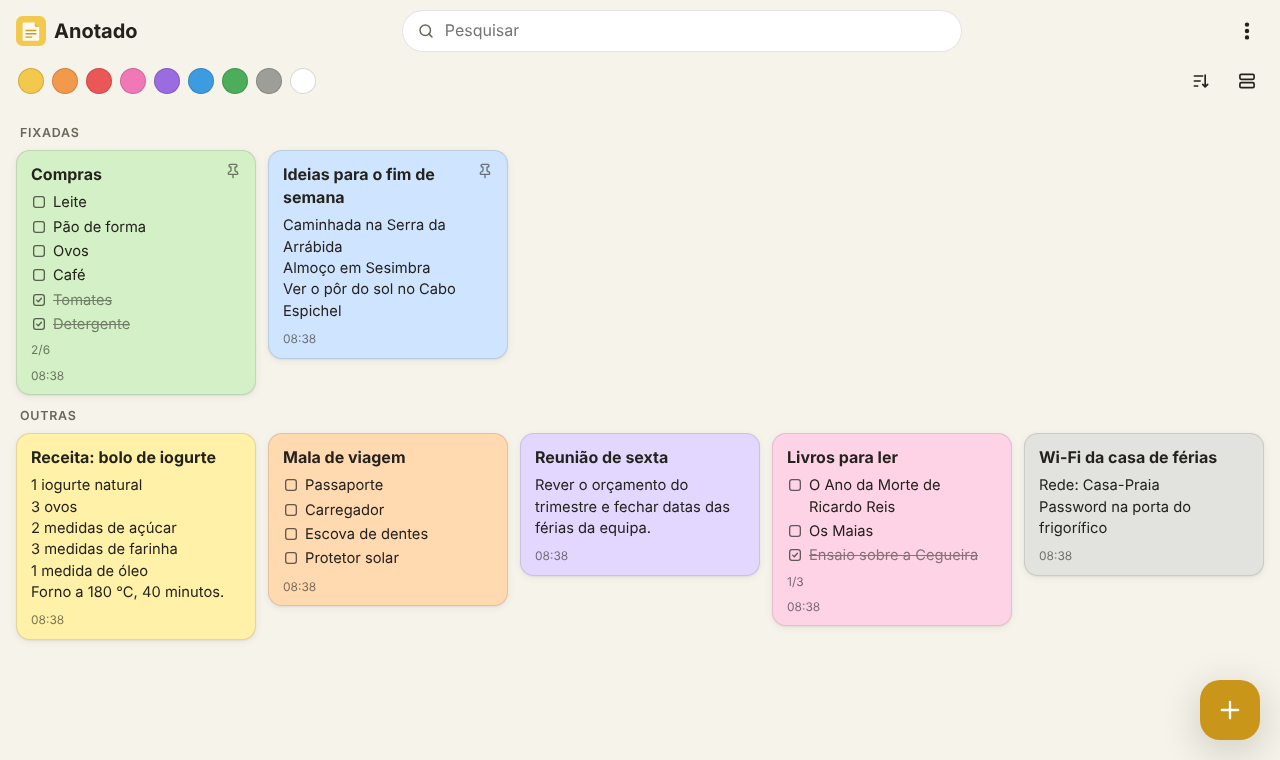 Anotado
Pesquisar
FIXADAS
Compras
Leite
Pão de forma
Ovos
Café
Tomates
Detergente
2/6
08:38
Ideias para o fim de
semana
Caminhada na Serra da
Arrábida
Almoço em Sesimbra
Ver o pôr do sol no Cabo
Espichel
08:38
OUTRAS
Receita: bolo de iogurte
1 iogurte natural
3 ovos
2 medidas de açúcar
3 medidas de farinha
1 medida de óleo
Forno a 180 °C, 40 minutos.
08:38
Mala de viagem
Passaporte
Carregador
Escova de dentes
Protetor solar
08:38
Reunião de sexta
Rever o orçamento do
trimestre e fechar datas das
férias da equipa.
08:38
Livros para ler
O Ano da Morte de
Ricardo Reis
Os Maias
Ensaio sobre a Cegueira
1/3
08:38
Wi-Fi da casa de férias
Rede: Casa-Praia
Password na porta do
frigorífico
08:38